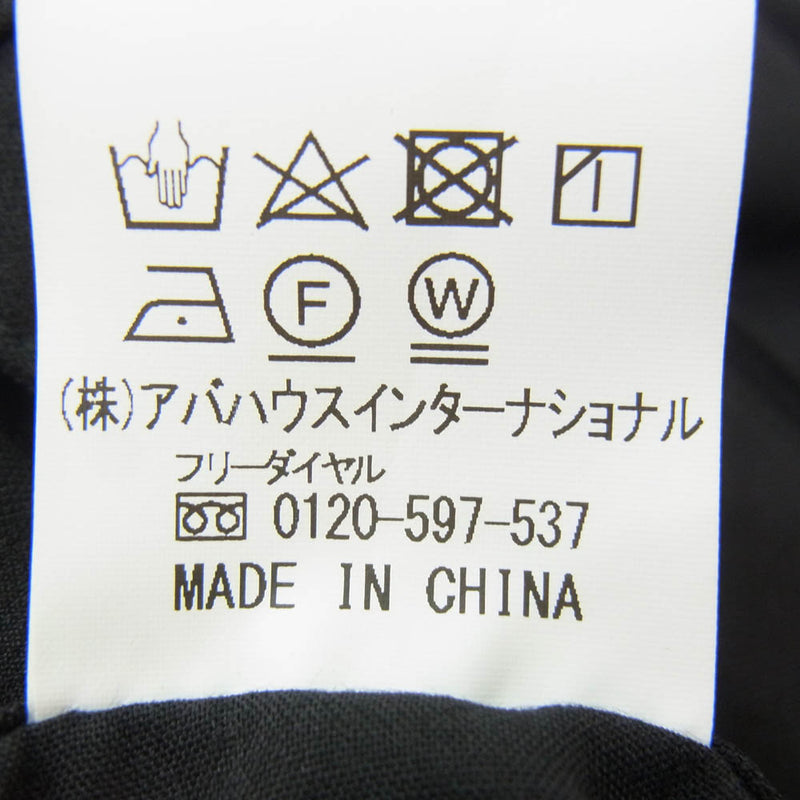 F W
(株)アバハウスインターナショナル
フリーダイヤル
0120-597-537
MADE IN CHINA